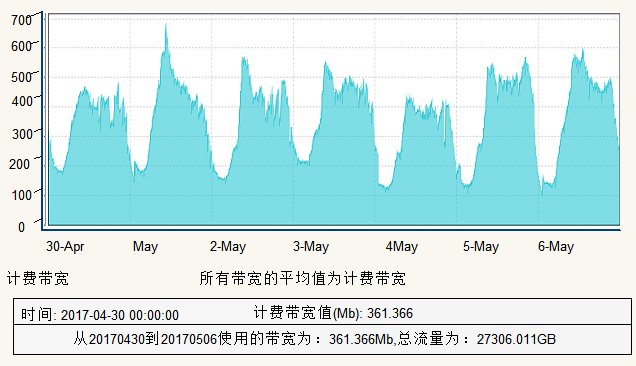 700
600
500
400
300
200
100
0
30-Apr May 2-May 3-May 4May 5-May 6-May
计费带宽 所有带宽的平均值为计费带宽
时间: 2017-04-30 00:00:00 计费带宽值(Mb): 361.366
从20170430到20170506使用的带宽为：361.366Mb,总流量为：27306.011GB